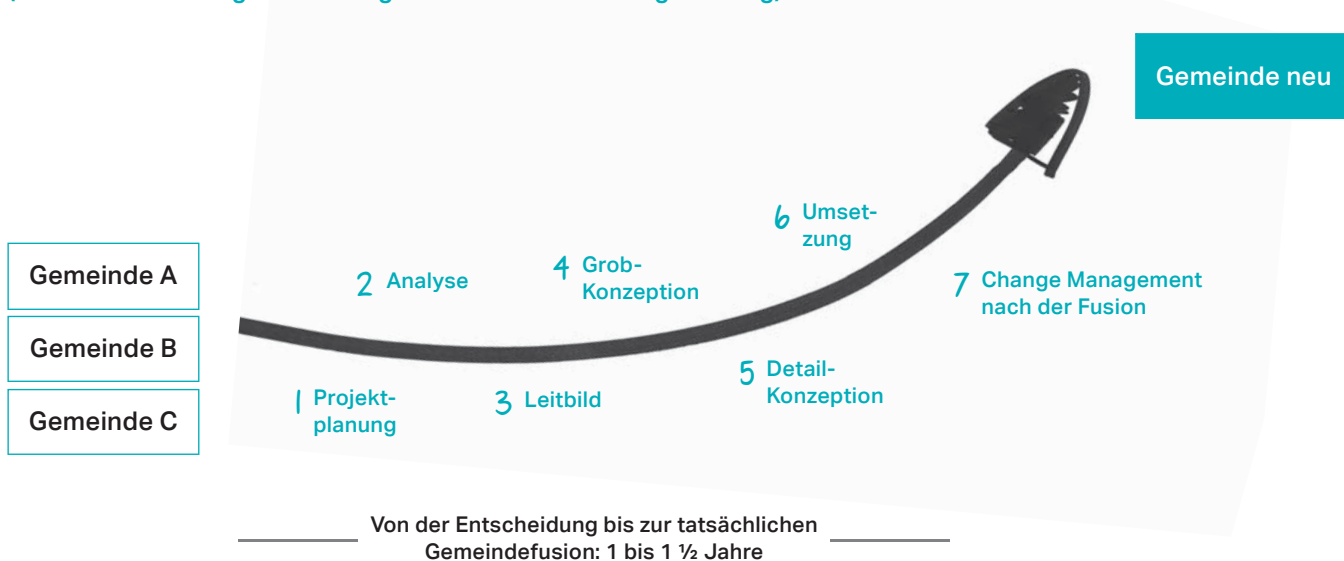 Gemeinde neu
6 Umset-
zung
Gemeinde A
2 Analyse
4 Grob-
Konzeption
7 Change Management
nach der Fusion
Gemeinde B
Gemeinde C
1 Projekt-
planung
3 Leitbild
5 Detail-
Konzeption
Von der Entscheidung bis zur tatsächlichen
Gemeindefusion: 1 bis 1 ½ Jahre